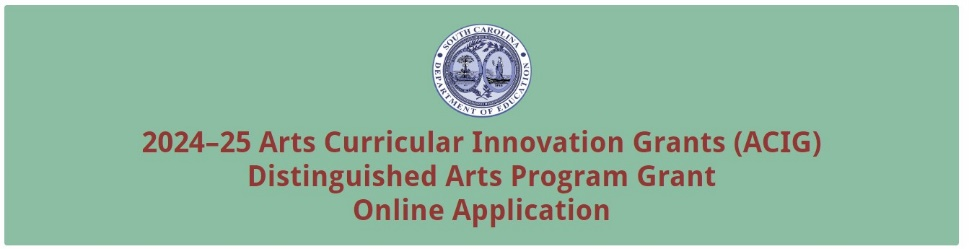 SOUTH CAROLINA
DEPARTMENT OF EDUCATION
2024–25 Arts Curricular Innovation Grants (ACIG)
Distinguished Arts Program Grant
Online Application